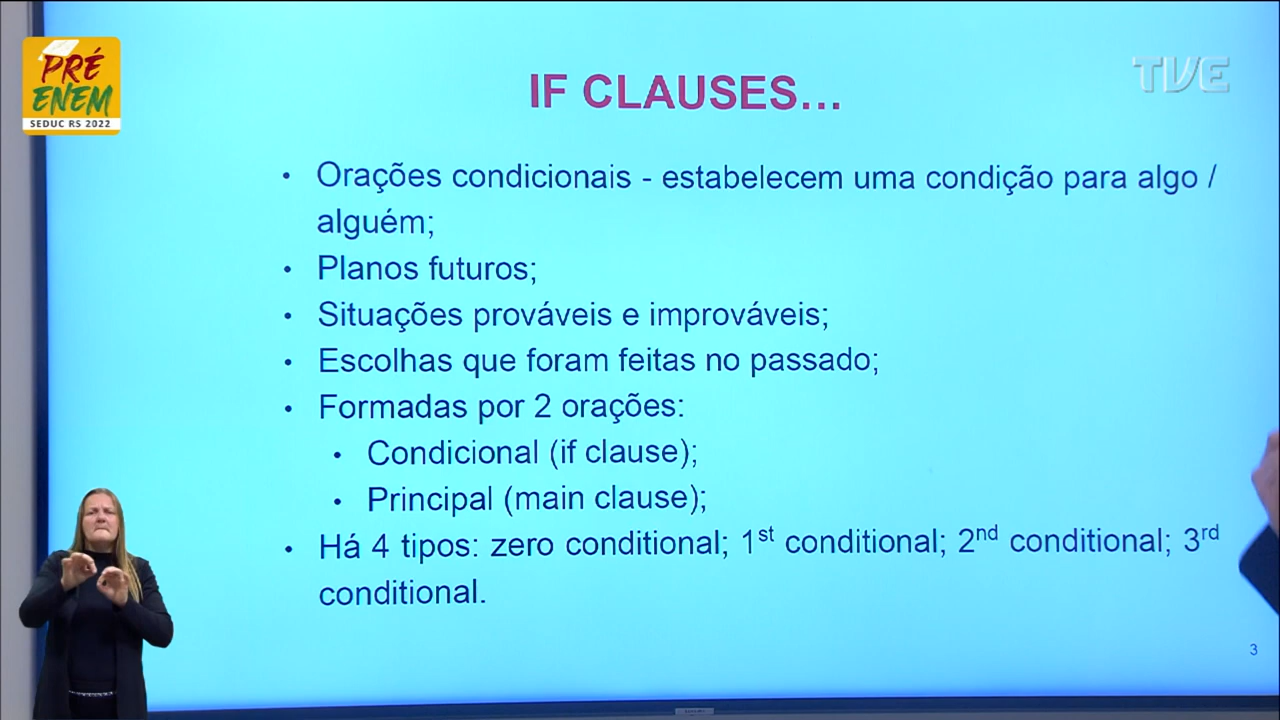 PRÉ
ENEM
SEDUC RS 2022
TVE
IF CLAUSES...
• Orações condicionais - estabelecem uma condição para algo /
alguém;
• Planos futuros;
• Situações prováveis e improváveis;
• Escolhas que foram feitas no passado;
• Formadas por 2 orações:
• Condicional (if clause);
• Principal (main clause);
• Há 4 tipos: zero conditional; 1st conditional; 2nd conditional; 3rd
conditional.
3